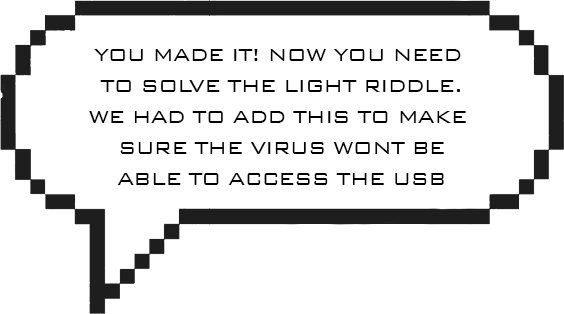 YOU MADE IT! NOW YOU NEED
TO SOLVE THE LIGHT RIDDLE.
WE HAD TO ADD THIS TO MAKE
SURE THE VIRUS WONT BE
ABLE TO ACCESS THE USB